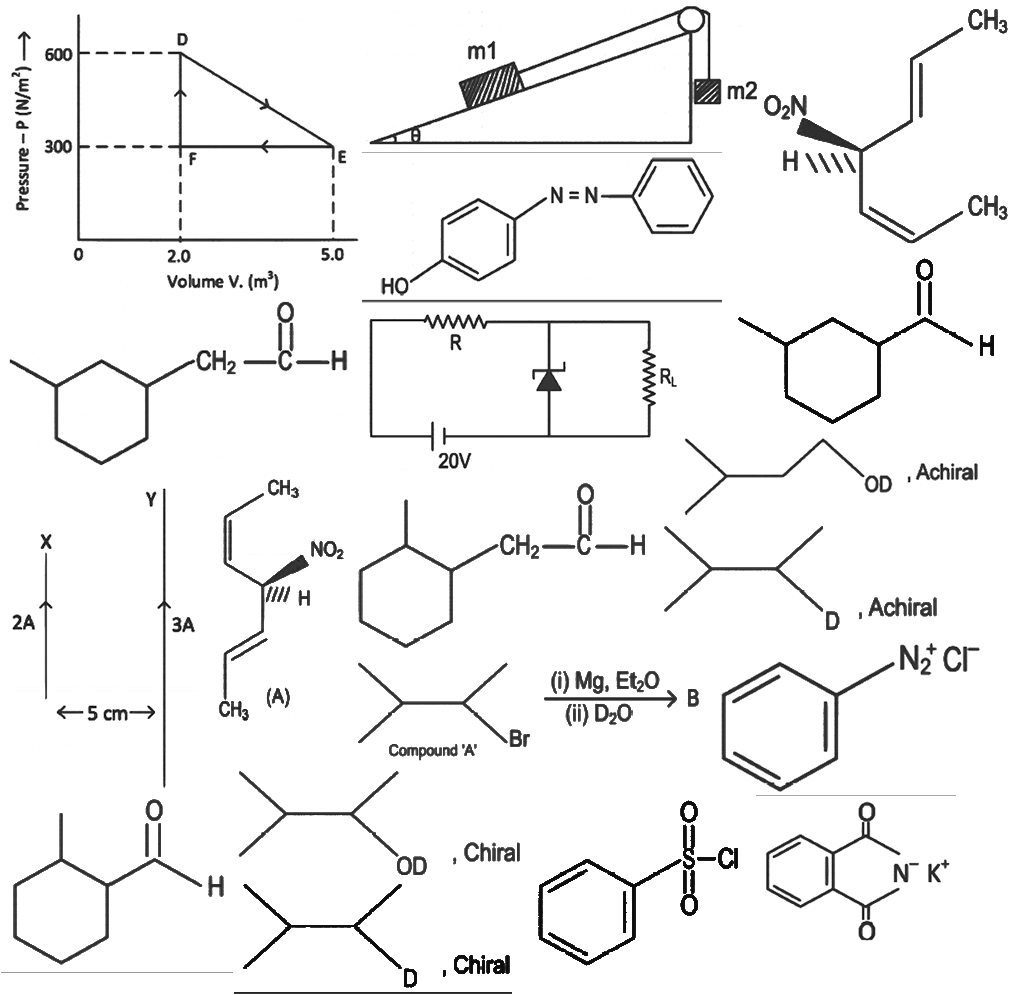 Pressure – P (N/m²)
600
300
0
2.0
5.0
D
F
E
Volume V. (m³)
m1
m2
θ
CH₃
O₂N
H
CH₃
N = N
HO
CH₂ — C — H
O
R
R_L
20V
O
H
OD , Achiral
D , Achiral
X
Y
2A
3A
5 cm
CH₃
NO₂
H
CH₃
(A)
O
CH₂ — C — H
Br
Compound 'A'
(i) Mg, Et₂O
(ii) D₂O
B
N₂⁺ Cl⁻
O
H
OD , Chiral
D , Chiral
O
S — Cl
O
O
N⁻ K⁺
O